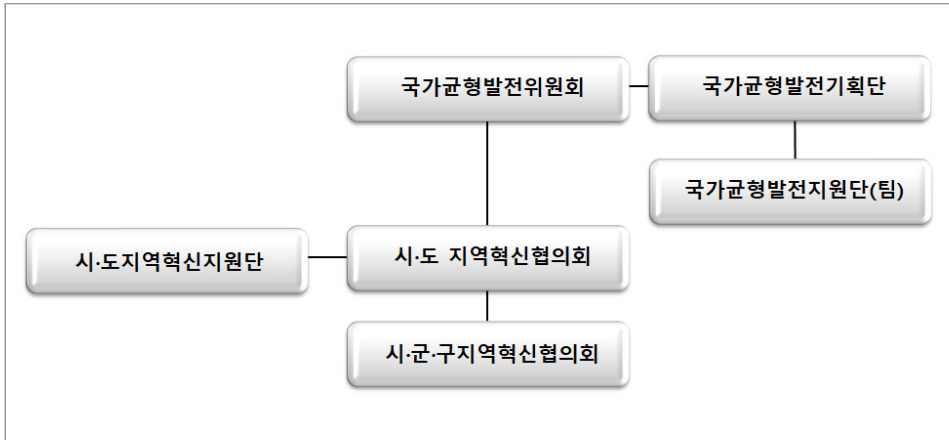 국가균형발전위원회
국가균형발전기획단
국가균형발전지원단(팀)
시·도지역혁신지원단
시·도 지역혁신협의회
시·군·구지역혁신협의회